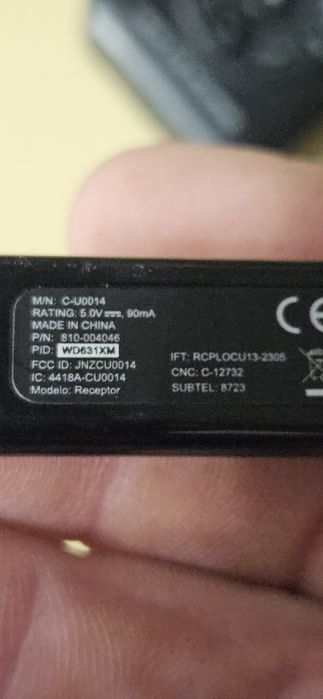 M/N: C-U0014
RATING: 5.0V⎓, 90mA
MADE IN CHINA
P/N: 810-004046
PID: WD631XM
FCC ID: JNZCU0014
IC: 4418A-CU0014
Modelo: Receptor
IFT: RCPLOCU13-2305
CNC: C-12732
SUBTEL: 8723
CE